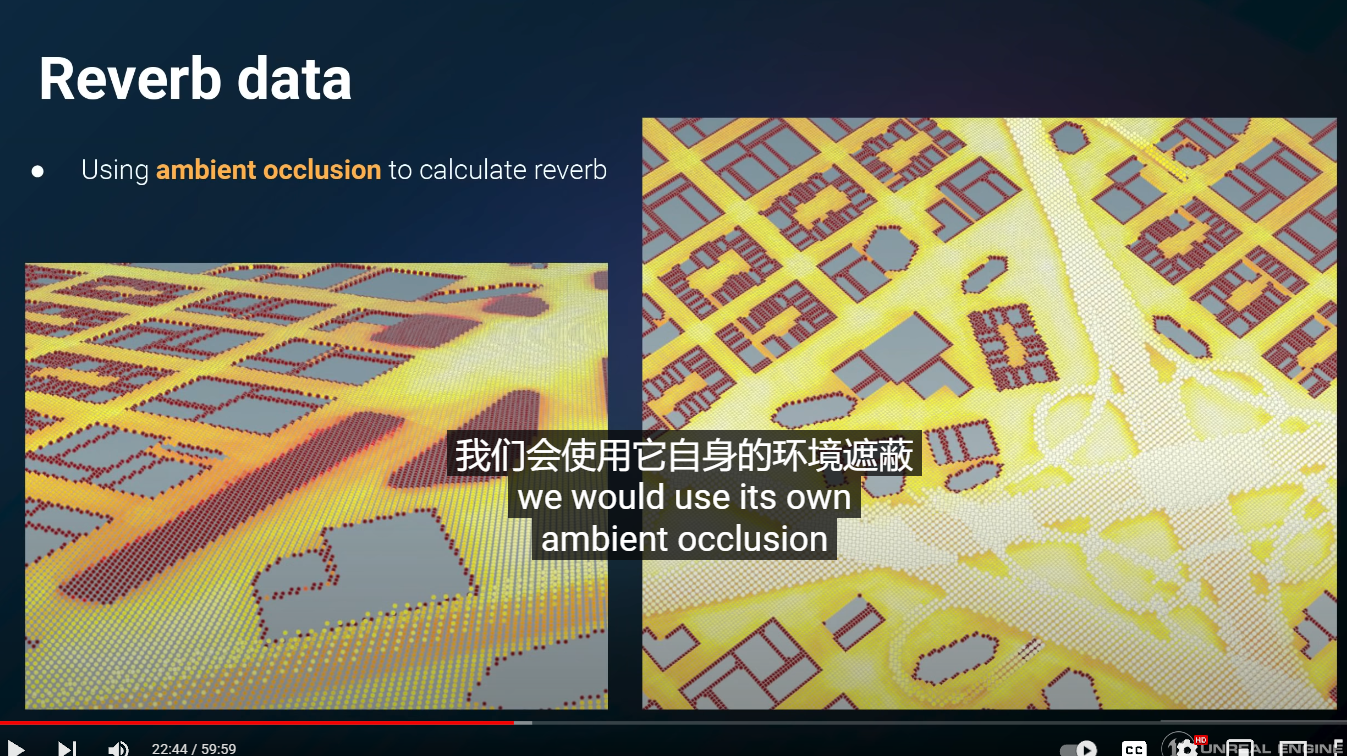 Reverb data
● Using ambient occlusion to calculate reverb
我们会使用它自身的环境遮蔽
we would use its own
ambient occlusion
22:44 / 59:59
CC
HD
UNREAL ENGINE